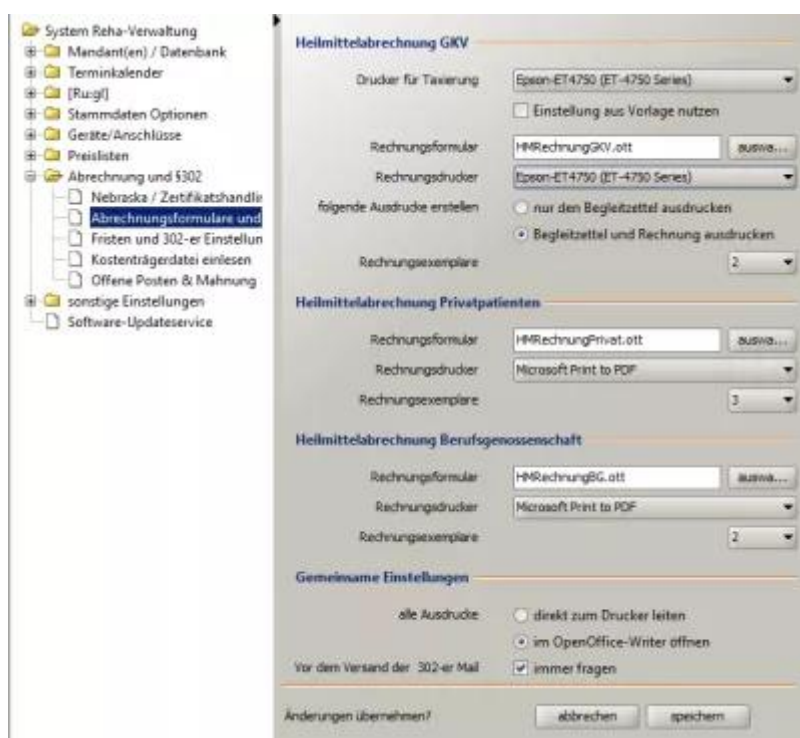 System Reha-Verwaltung
Mandant(en) / Datenbank
Terminkalender
[Ru:gl]
Stammdaten Optionen
Geräte/Anschlüsse
Preislisten
Abrechnung und §302
Nebraska / Zertifikatshandlin
Abrechnungsformulare und
Fristen und 302-er Einstellun
Kostenträgerdatei einlesen
Offene Posten & Mahnung
sonstige Einstellungen
Software-Updateservice
Heilmittelabrechnung GKV
Drucker für Taxierung
Epson-ET4750 (ET-4750 Series)
Einstellung aus Vorlage nutzen
Rechnungsformular
HMRechnungGKV.ott
auswa...
Rechnungsdrucker
Epson-ET4750 (ET-4750 Series)
folgende Ausdrucke erstellen
nur den Begleitzettel ausdrucken
Begleitzettel und Rechnung ausdrucken
Rechnungsexemplare
2
Heilmittelabrechnung Privatpatienten
Rechnungsformular
HMRechnungPrivat.ott
auswa...
Rechnungsdrucker
Microsoft Print to PDF
Rechnungsexemplare
3
Heilmittelabrechnung Berufsgenossenschaft
Rechnungsformular
HMRechnungBG.ott
auswa...
Rechnungsdrucker
Microsoft Print to PDF
Rechnungsexemplare
2
Gemeinsame Einstellungen
alle Ausdrucke
direkt zum Drucker leiten
im OpenOffice-Writer öffnen
Vor dem Versand der 302-er Mail
immer fragen
Änderungen übernehmen?
abbrechen
speichern